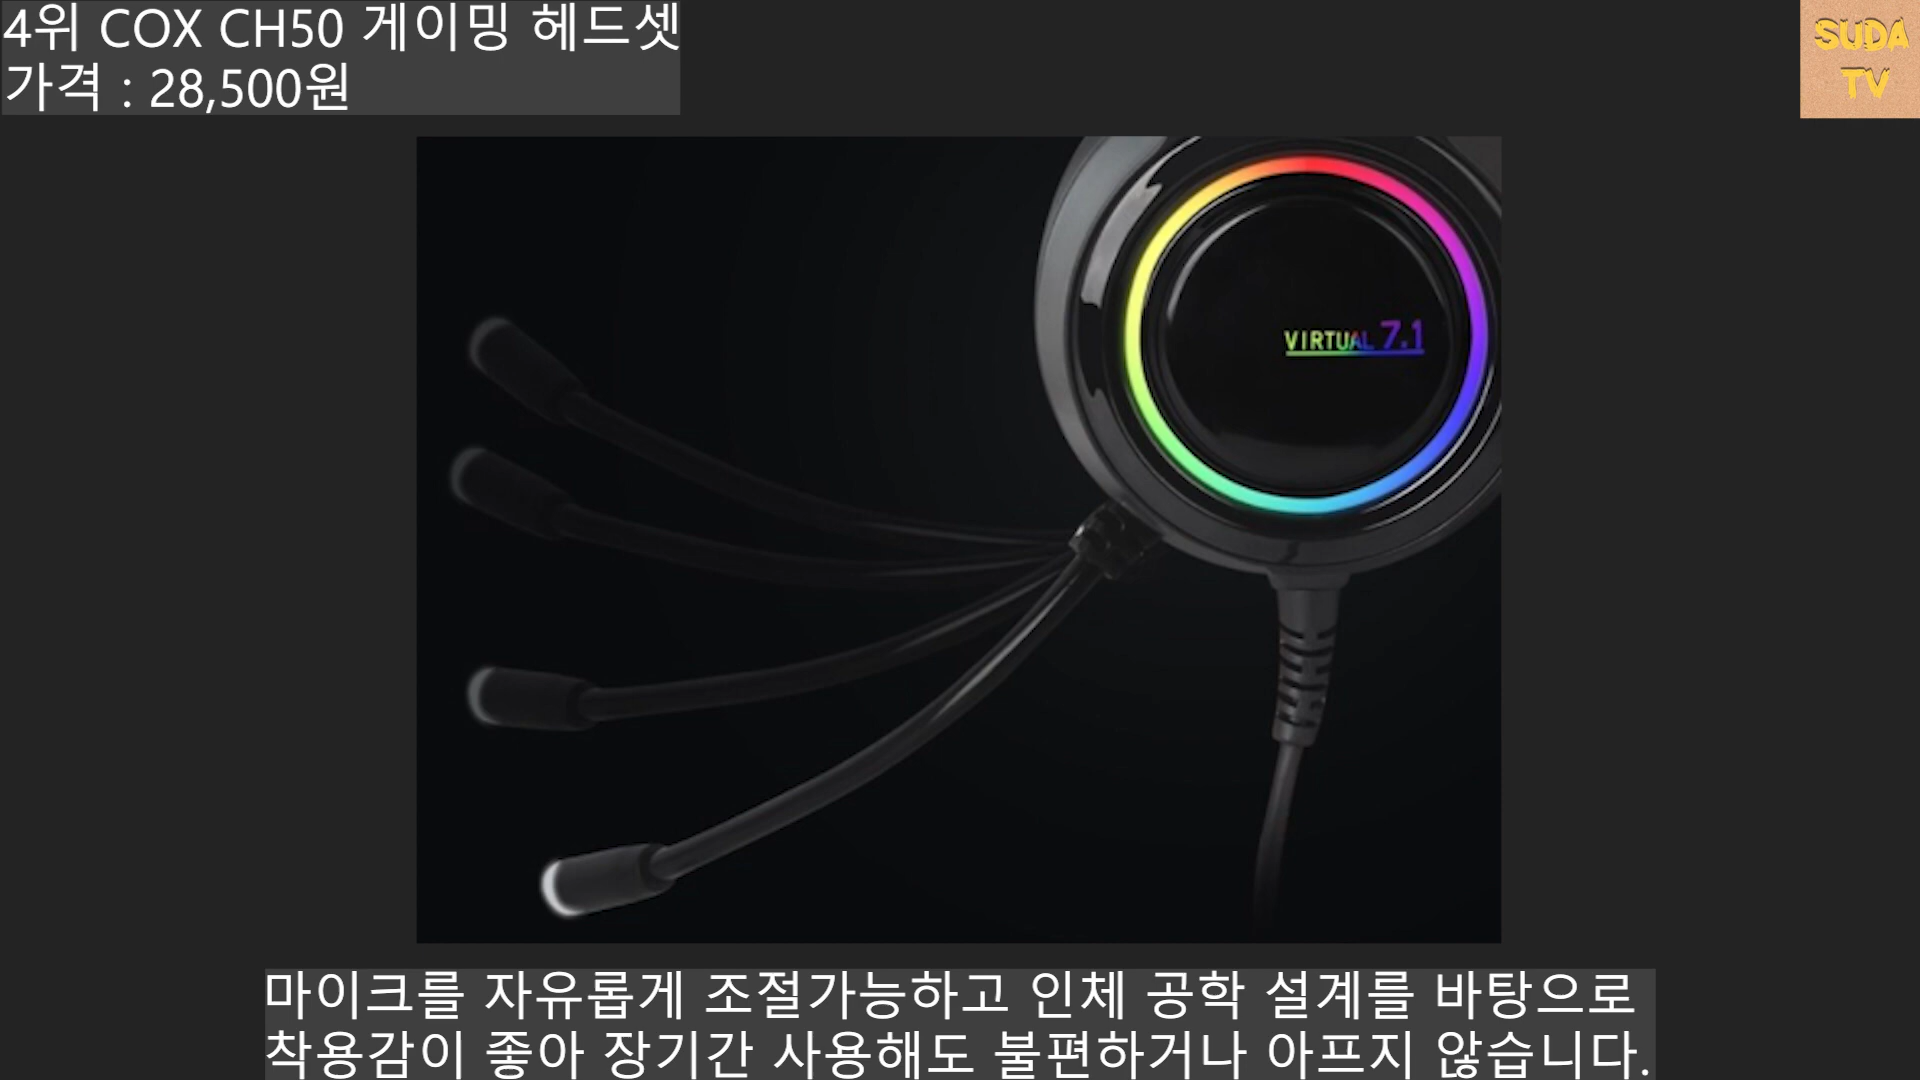 4위 COX CH50 게이밍 헤드셋
가격 : 28,500원
SUDA
TV
VIRTUAL 7.1
마이크를 자유롭게 조절가능하고 인체 공학 설계를 바탕으로
착용감이 좋아 장기간 사용해도 불편하거나 아프지 않습니다.